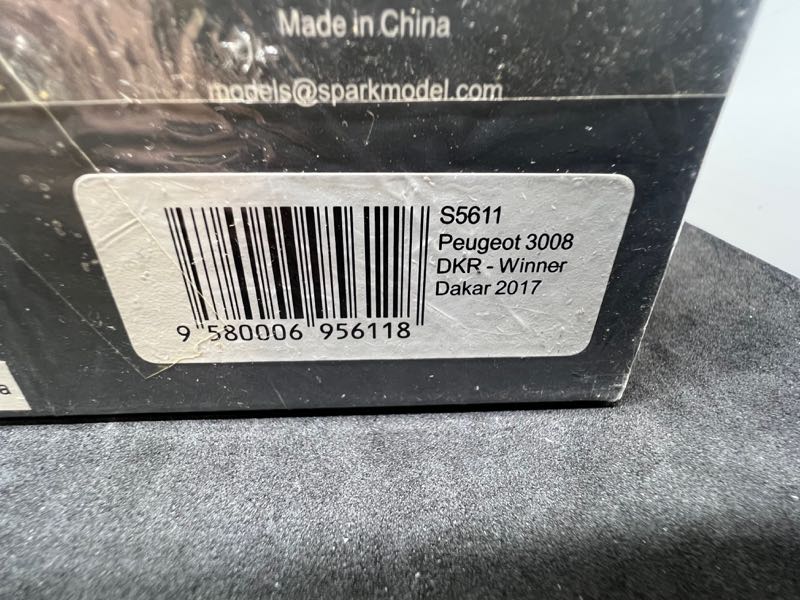 Made in China
models@sparkmodel.com
S5611
Peugeot 3008
DKR - Winner
Dakar 2017
9 580006 956118
a